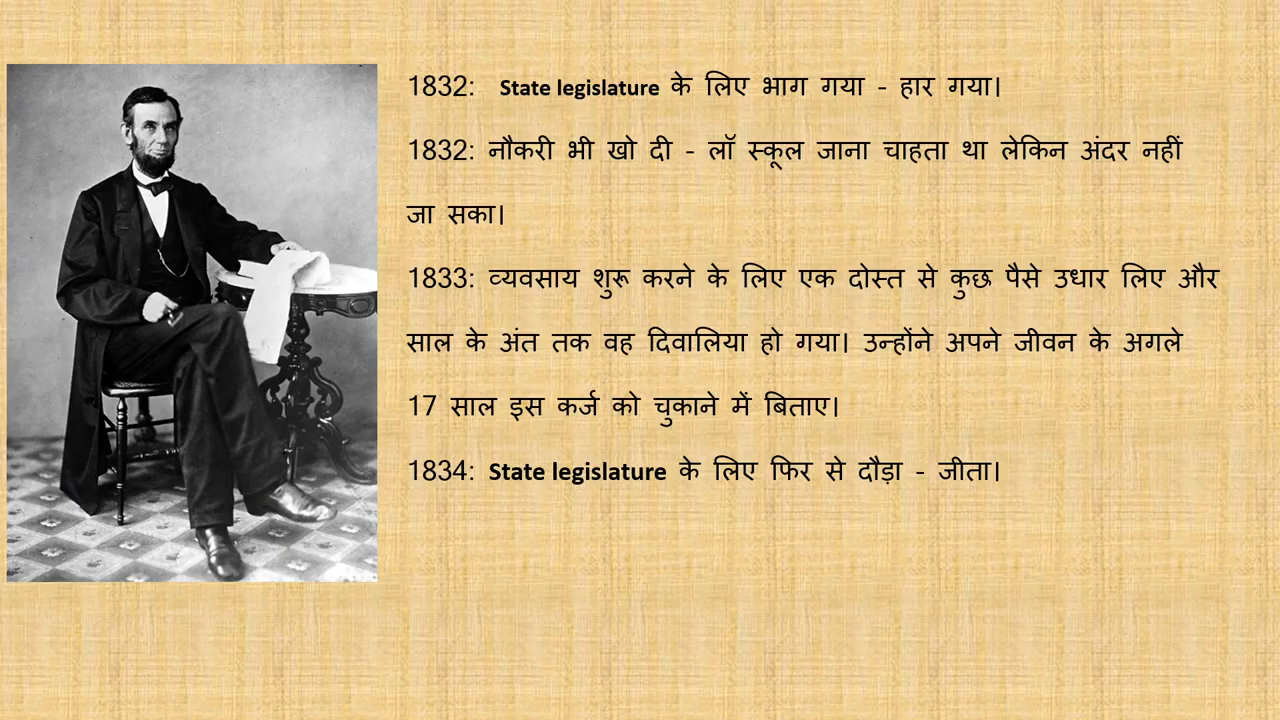 1832: State legislature के लिए भाग गया - हार गया।
1832: नौकरी भी खो दी - लॉ स्कूल जाना चाहता था लेकिन अंदर नहीं
जा सका।
1833: व्यवसाय शुरू करने के लिए एक दोस्त से कुछ पैसे उधार लिए और
साल के अंत तक वह दिवालिया हो गया। उन्होंने अपने जीवन के अगले
17 साल इस कर्ज को चुकाने में बिताए।
1834: State legislature के लिए फिर से दौड़ा - जीता।